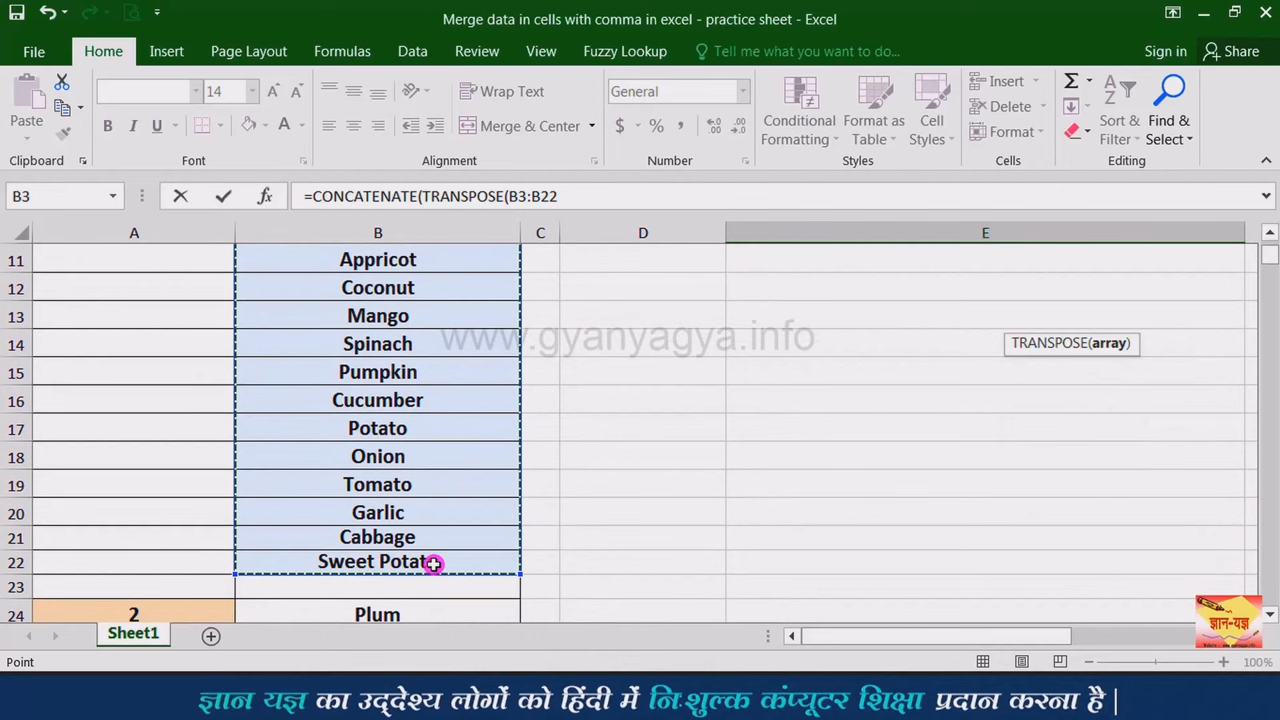 Merge data in cells with comma in excel - practice sheet - Excel
File Home Insert Page Layout Formulas Data Review View Fuzzy Lookup Tell me what you want to do... Sign in Share
Paste
14
A A
Wrap Text
General
Conditional Formatting
Format as Table
Cell Styles
Insert
Delete
Format
Sort & Filter
Find & Select
B I U
A
Merge & Center
$ % ,
Clipboard Font Alignment Number Styles Cells Editing
B3 fx =CONCATENATE(TRANSPOSE(B3:B22
A B C D E
11 Appricot
12 Coconut
13 Mango
www.gyanyagya.info
14 Spinach
TRANSPOSE(array)
15 Pumpkin
16 Cucumber
17 Potato
18 Onion
19 Tomato
20 Garlic
21 Cabbage
22 Sweet Potat
23
24 2 Plum
ज्ञान-यज्ञ
Sheet1
Point 100%
ज्ञान यज्ञ का उद्देश्य लोगों को हिंदी में निःशुल्क कंप्यूटर शिक्षा प्रदान करना है |